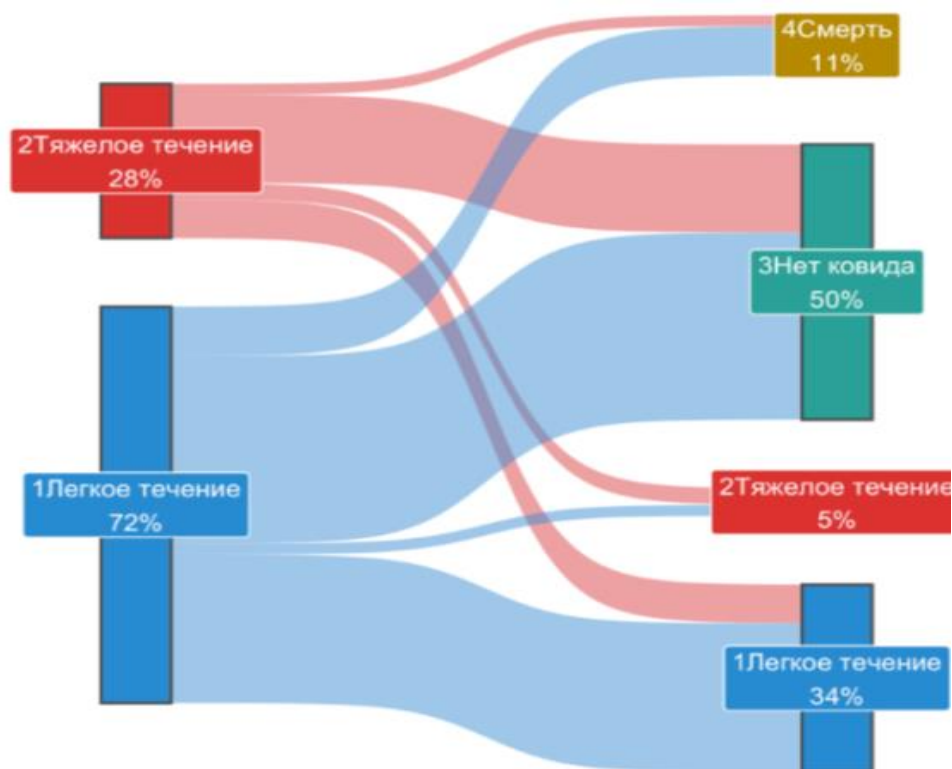 4Смерть
11%
2Тяжелое течение
28%
3Нет ковида
50%
1Легкое течение
72%
2Тяжелое течение
5%
1Легкое течение
34%